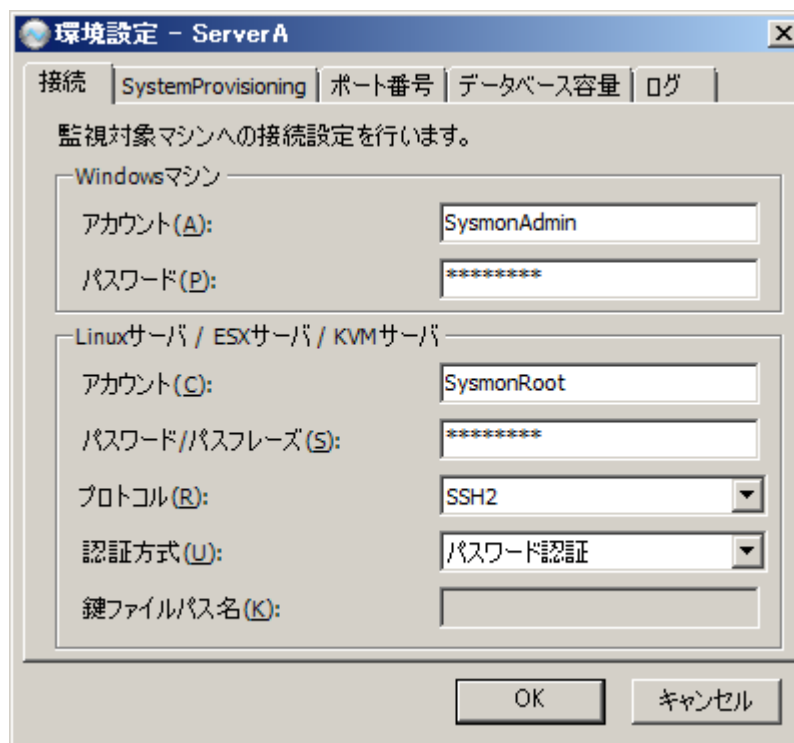 環境設定 - ServerA
接続 SystemProvisioning ポート番号 データベース容量 ログ
監視対象マシンへの接続設定を行います。
Windowsマシン
アカウント(A): SysmonAdmin
パスワード(P): ********
Linuxサーバ / ESXサーバ / KVMサーバ
アカウント(C): SysmonRoot
パスワード/パスフレーズ(S): ********
プロトコル(R): SSH2
認証方式(U): パスワード認証
鍵ファイルパス名(K):
OK キャンセル